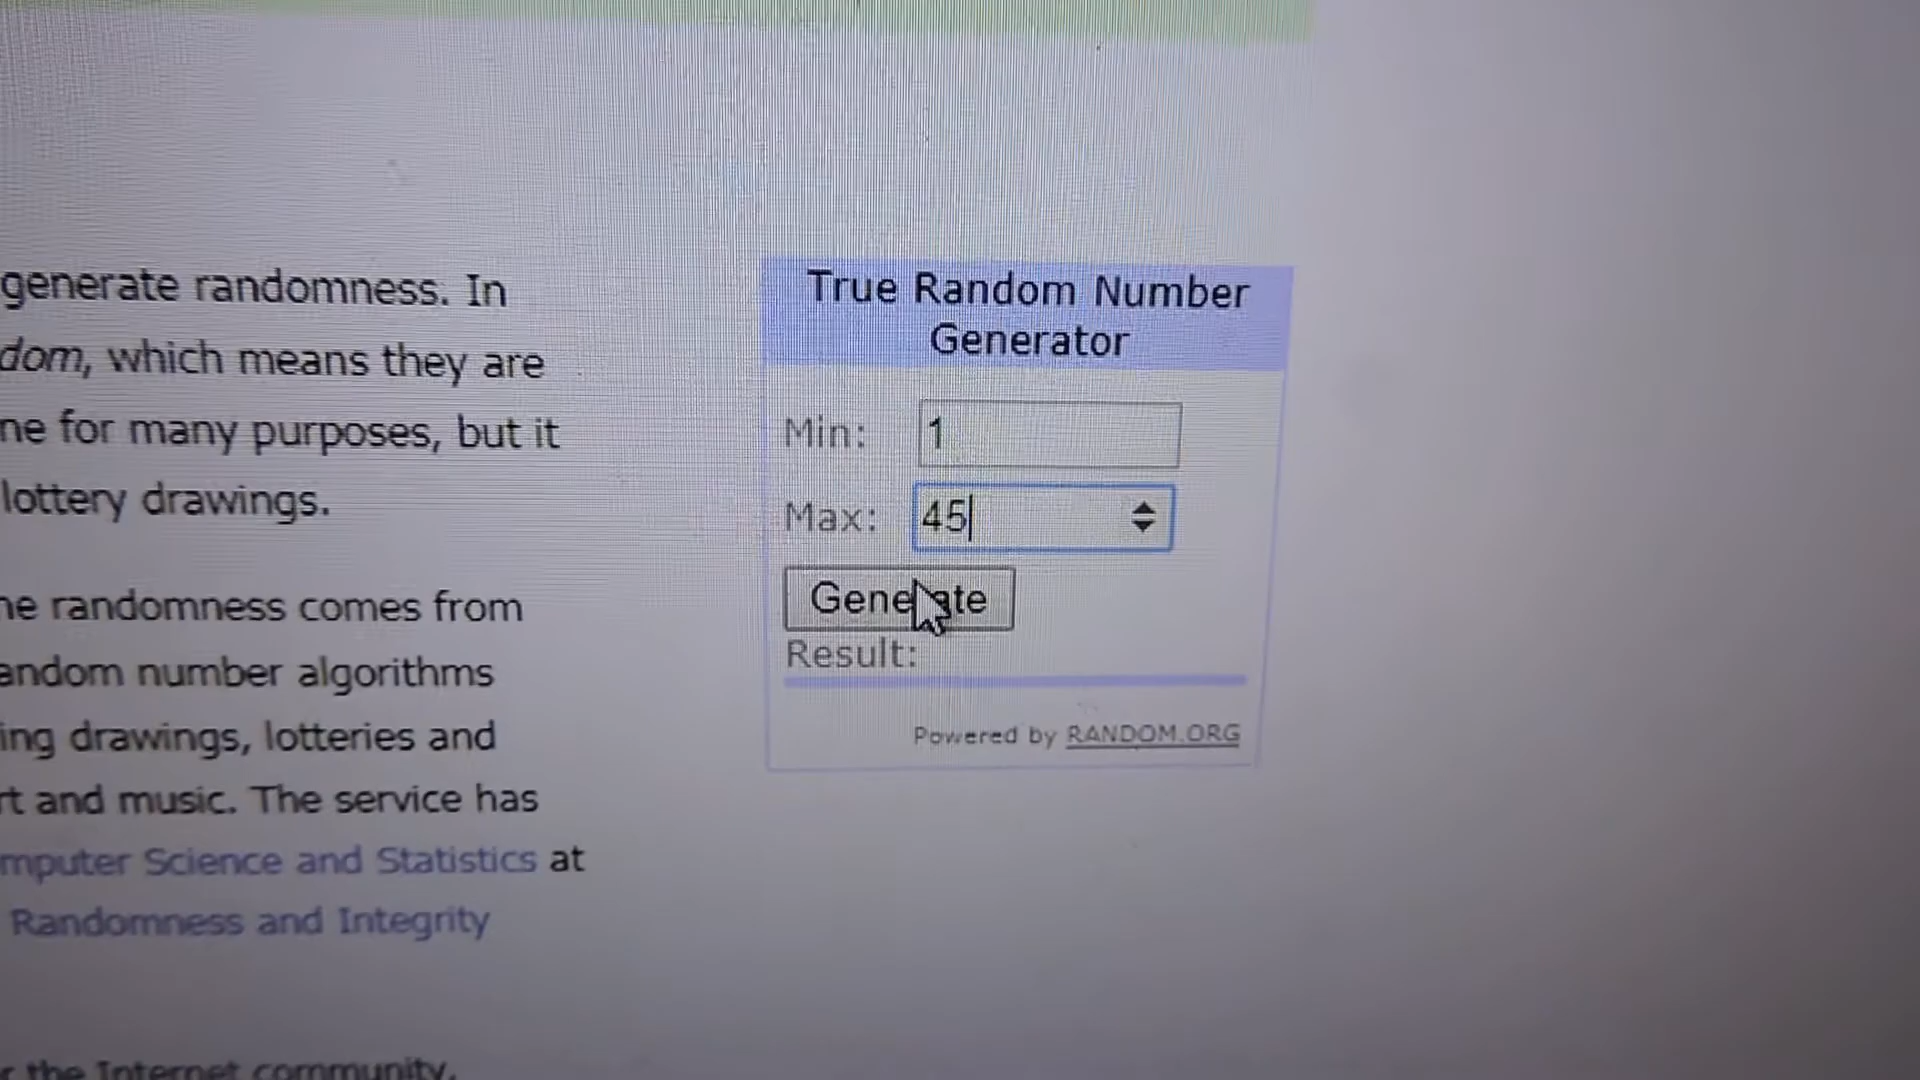 generate randomness. In
dom, which means they are
ne for many purposes, but it
lottery drawings.
he randomness comes from
andom number algorithms
ing drawings, lotteries and
rt and music. The service has
mputer Science and Statistics at
Randomness and Integrity
r the Internet community.
True Random Number
Generator
Min: 1
Max: 45
Generate
Result:
Powered by RANDOM.ORG